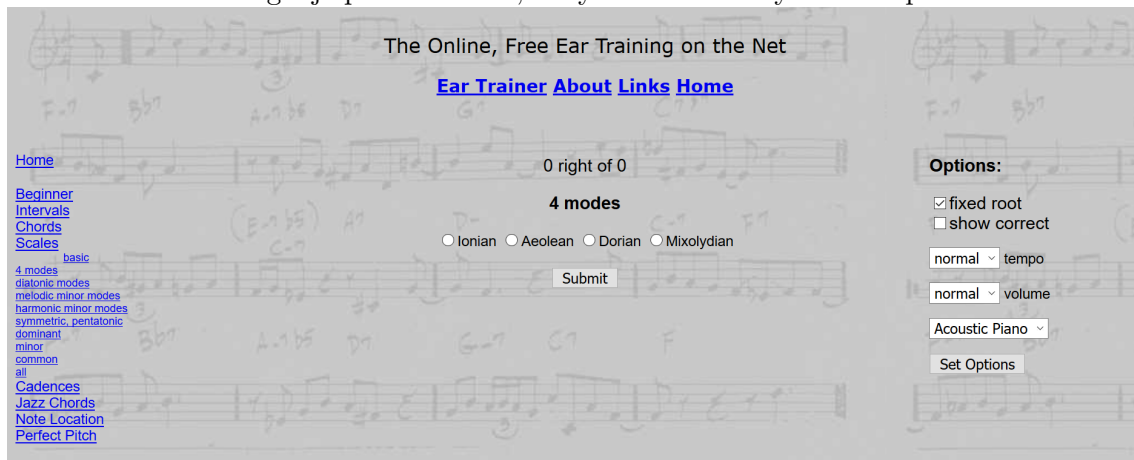 The Online, Free Ear Training on the Net
Ear Trainer About Links Home
Home
Beginner
Intervals
Chords
Scales
basic
4 modes
diatonic modes
melodic minor modes
harmonic minor modes
symmetric, pentatonic
dominant
minor
common
all
Cadences
Jazz Chords
Note Location
Perfect Pitch
0 right of 0
4 modes
Ionian Aeolean Dorian Mixolydian
Submit
Options:
fixed root
show correct
normal tempo
normal volume
Acoustic Piano
Set Options